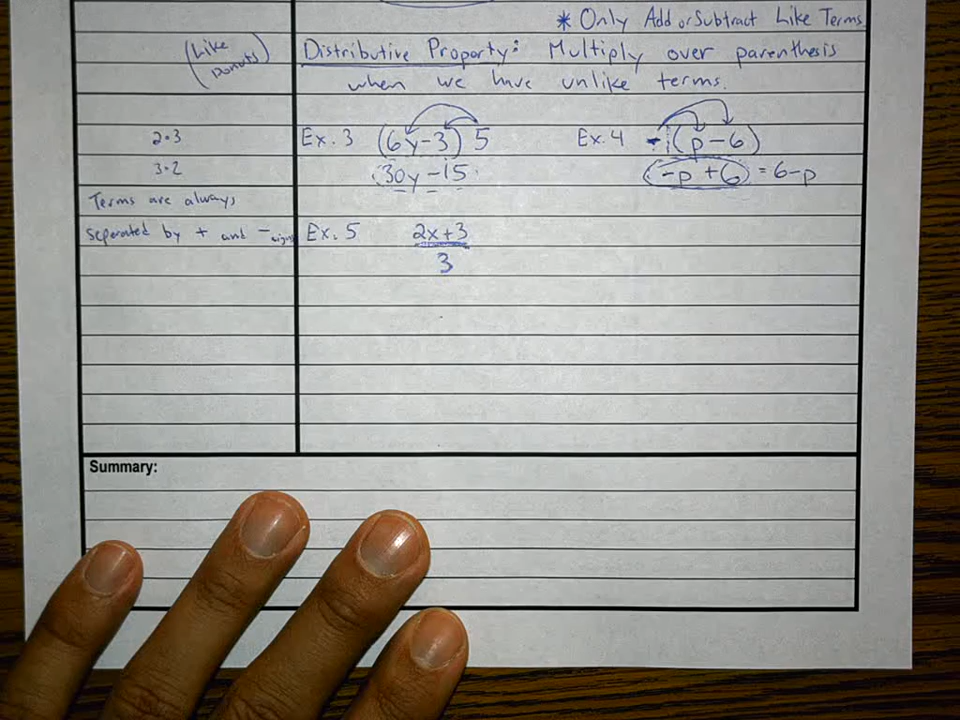 * Only Add or Subtract Like Terms
(Like Donuts)
Distributive Property: Multiply over parenthesis
when we have unlike terms.
2•3
Ex. 3 (6y-3) 5
Ex. 4 -1(p-6)
3•2
30y -15
-p + 6 = 6-p
Terms are always
separated by + and - signs
Ex. 5 2x+3
3
Summary: